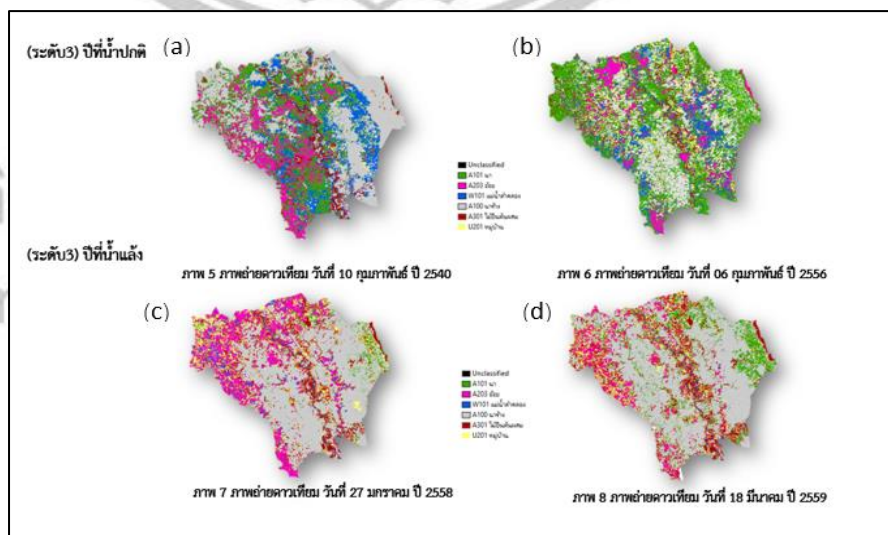 (ระดับ3) ปีที่น้ำปกติ
(a)
(b)
Unclassified
A101 นา
A203 อ้อย
W101 แม่น้ำลำคลอง
A100 นาร้าง
A301 ไม้ยืนต้นผสม
U201 หมู่บ้าน
(ระดับ3) ปีที่น้ำแล้ง
ภาพ 5 ภาพถ่ายดาวเทียม วันที่ 10 กุมภาพันธ์ ปี 2540
ภาพ 6 ภาพถ่ายดาวเทียม วันที่ 06 กุมภาพันธ์ ปี 2556
(c)
(d)
Unclassified
A101 นา
A203 อ้อย
W101 แม่น้ำลำคลอง
A100 นาร้าง
A301 ไม้ยืนต้นผสม
U201 หมู่บ้าน
ภาพ 7 ภาพถ่ายดาวเทียม วันที่ 27 มกราคม ปี 2558
ภาพ 8 ภาพถ่ายดาวเทียม วันที่ 18 มีนาคม ปี 2559